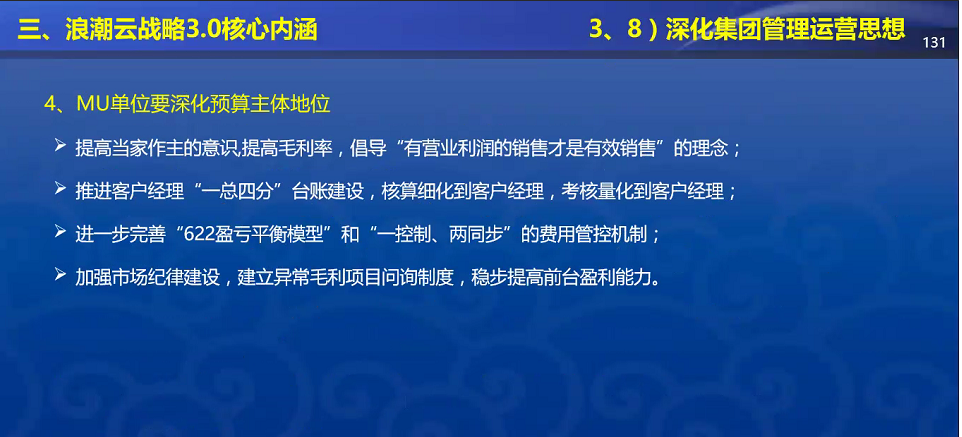 三、浪潮云战略3.0核心内涵
3、8）深化集团管理运营思想
131
4、MU单位要深化预算主体地位
➢ 提高当家作主的意识,提高毛利率，倡导“有营业利润的销售才是有效销售”的理念；
➢ 推进客户经理“一总四分”台账建设，核算细化到客户经理，考核量化到客户经理；
➢ 进一步完善“622盈亏平衡模型”和“一控制、两同步”的费用管控机制；
➢ 加强市场纪律建设，建立异常毛利项目问询制度，稳步提高前台盈利能力。